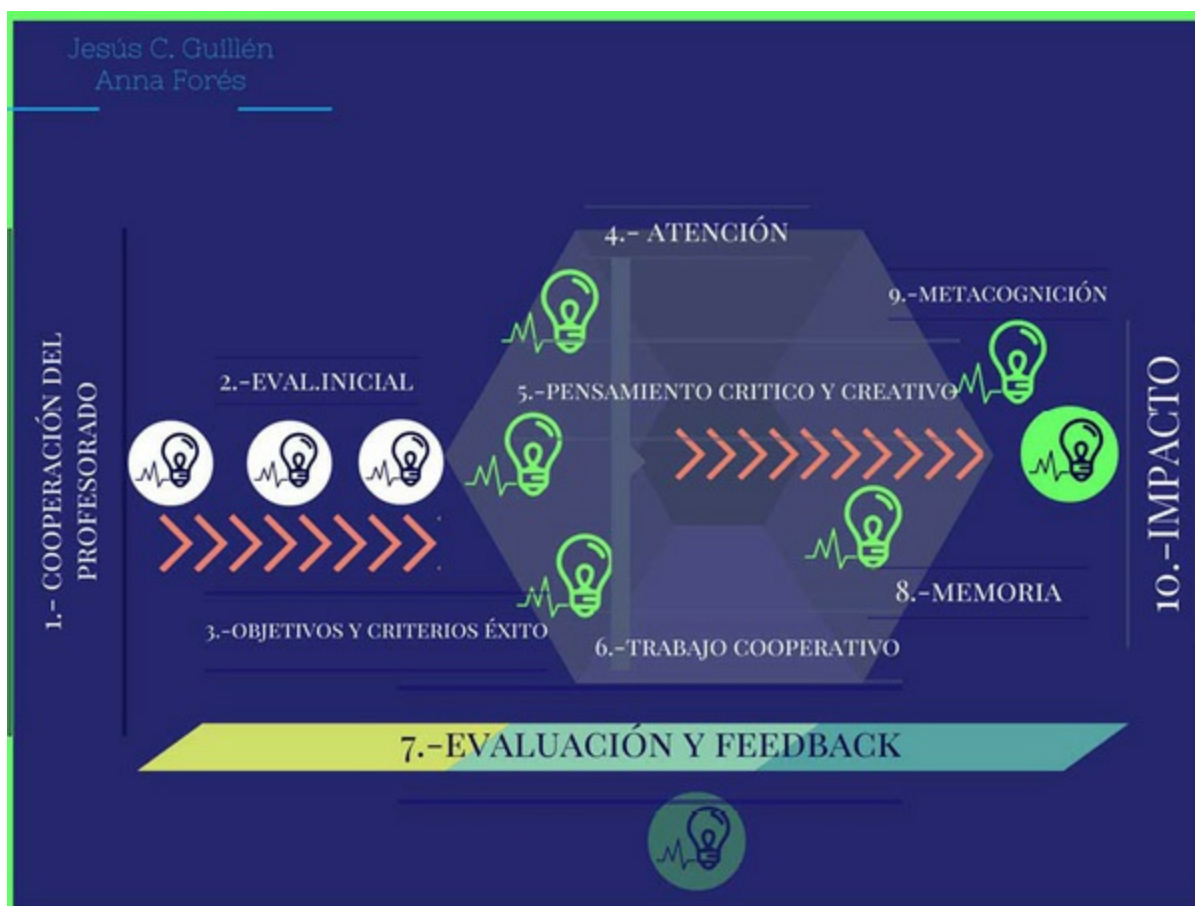 Jesús C. Guillén
Anna Forés
1.- COOPERACIÓN DEL
PROFESORADO
2.-EVAL.INICIAL
3.-OBJETIVOS Y CRITERIOS ÉXITO
4.- ATENCIÓN
5.-PENSAMIENTO CRITICO Y CREATIVO
6.-TRABAJO COOPERATIVO
7.-EVALUACIÓN Y FEEDBACK
8.-MEMORIA
9.-METACOGNICIÓN
10.-IMPACTO